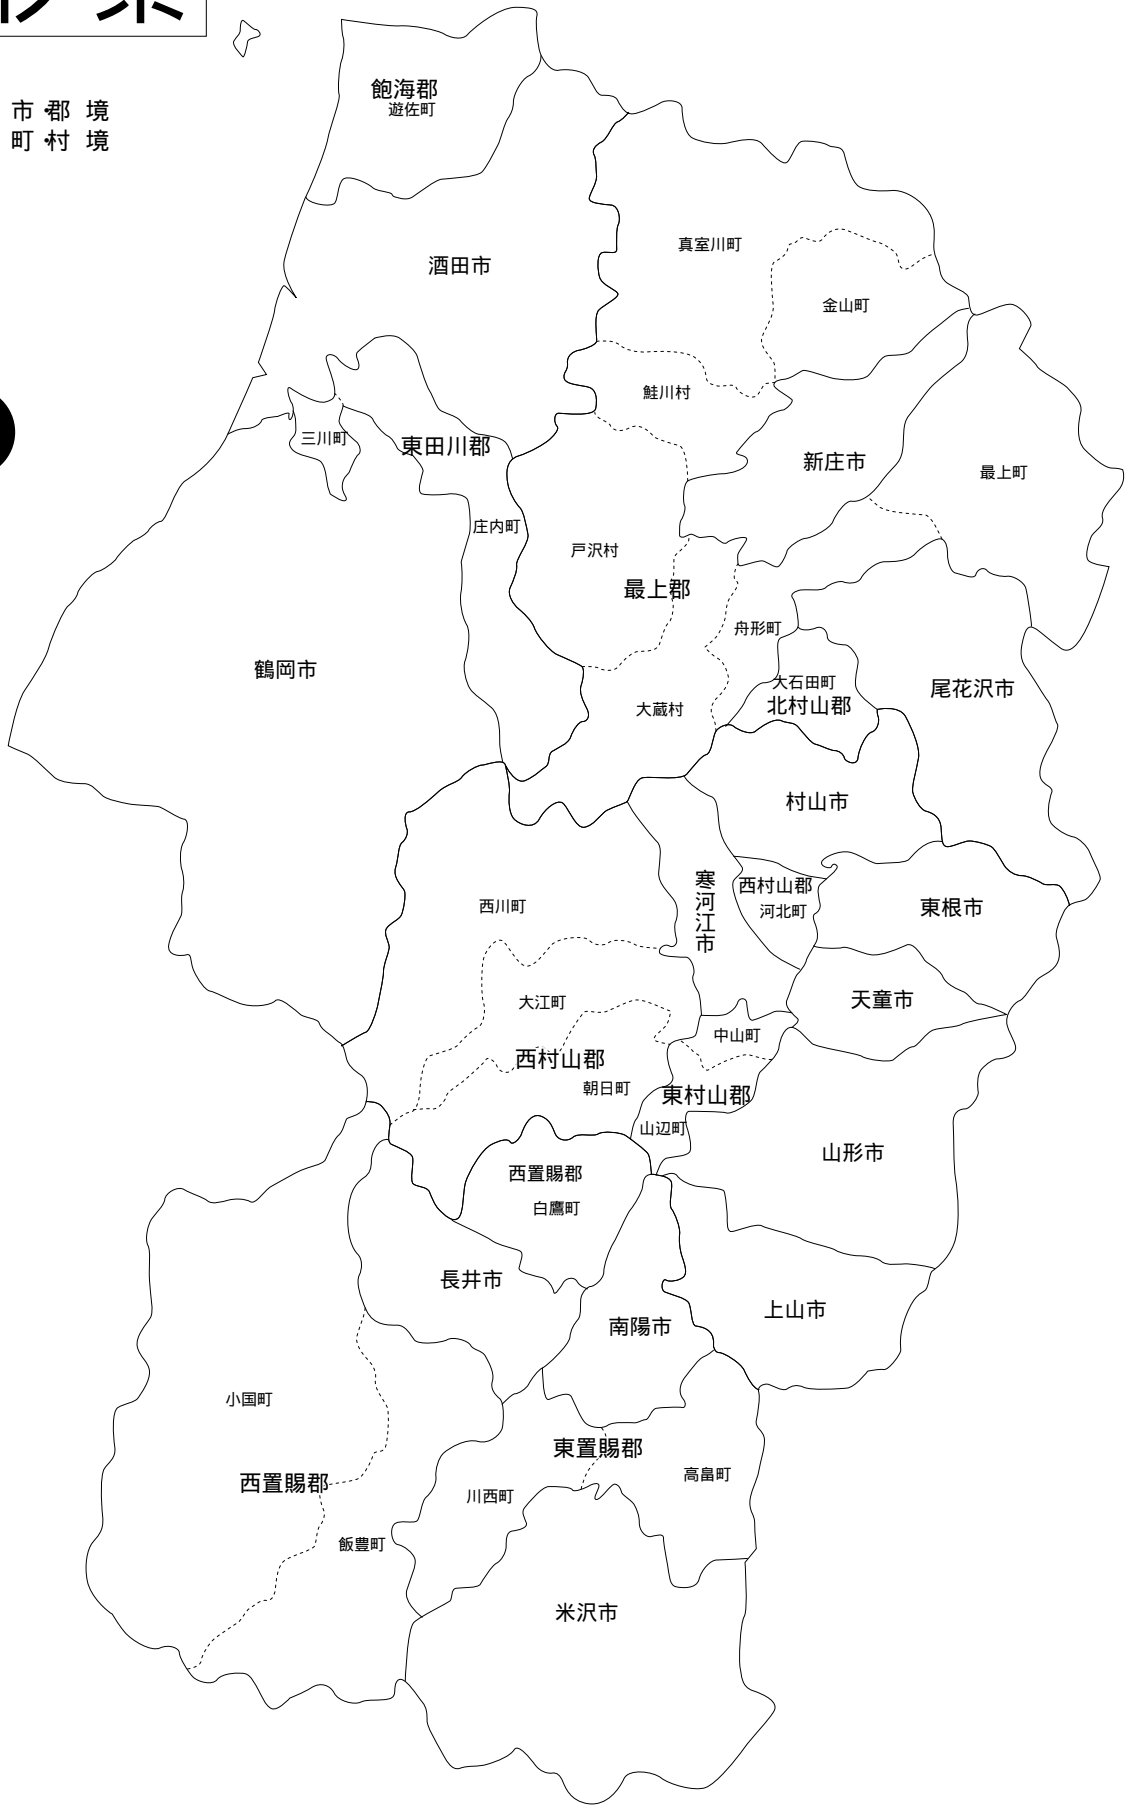 市・郡境
町・村境
飽海郡
遊佐町
酒田市
真室川町
金山町
鮭川村
三川町
東田川郡
新庄市
最上町
庄内町
戸沢村
最上郡
舟形町
鶴岡市
大石田町
北村山郡
尾花沢市
大蔵村
村山市
寒河江市
西村山郡
河北町
西川町
東根市
大江町
天童市
中山町
西村山郡
朝日町
東村山郡
山辺町
山形市
西置賜郡
白鷹町
長井市
上山市
南陽市
小国町
東置賜郡
高畠町
西置賜郡
川西町
飯豊町
米沢市